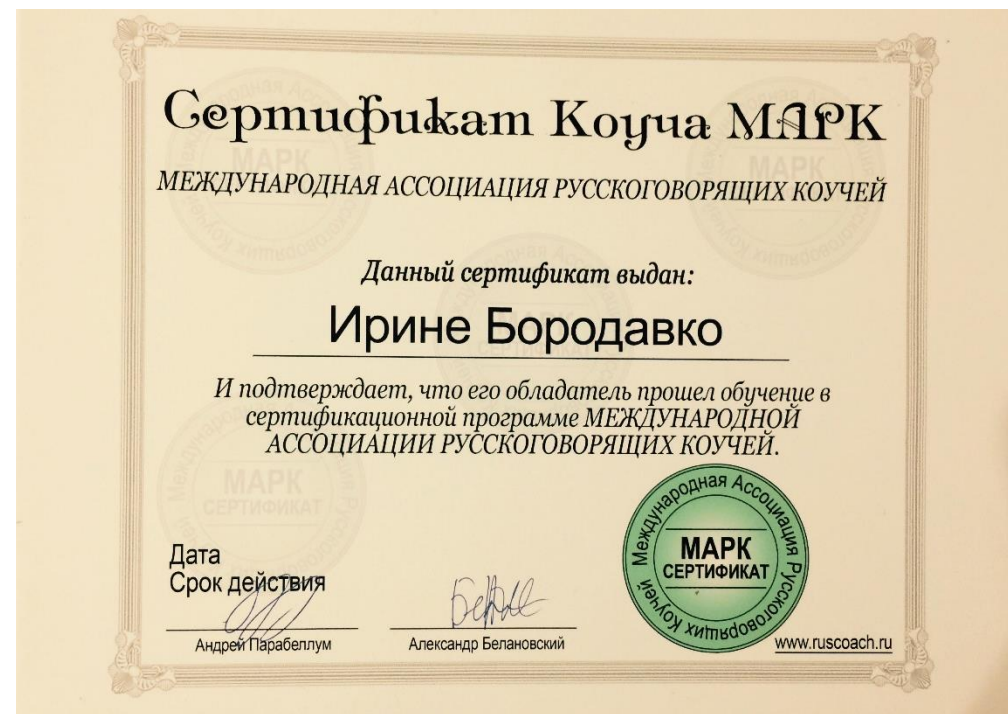 Сертификат Коуча МАРК
МЕЖДУНАРОДНАЯ АССОЦИАЦИЯ РУССКОГОВОРЯЩИХ КОУЧЕЙ
Данный сертификат выдан:
Ирине Бородавко
И подтверждает, что его обладатель прошел обучение в
сертификационной программе МЕЖДУНАРОДНОЙ
АССОЦИАЦИИ РУССКОГОВОРЯЩИХ КОУЧЕЙ.
Дата
Срок действия
Андрей Парабеллум
Александр Белановский
Международная Ассоциация Русскоговорящих Коучей
МАРК
СЕРТИФИКАТ
www.ruscoach.ru